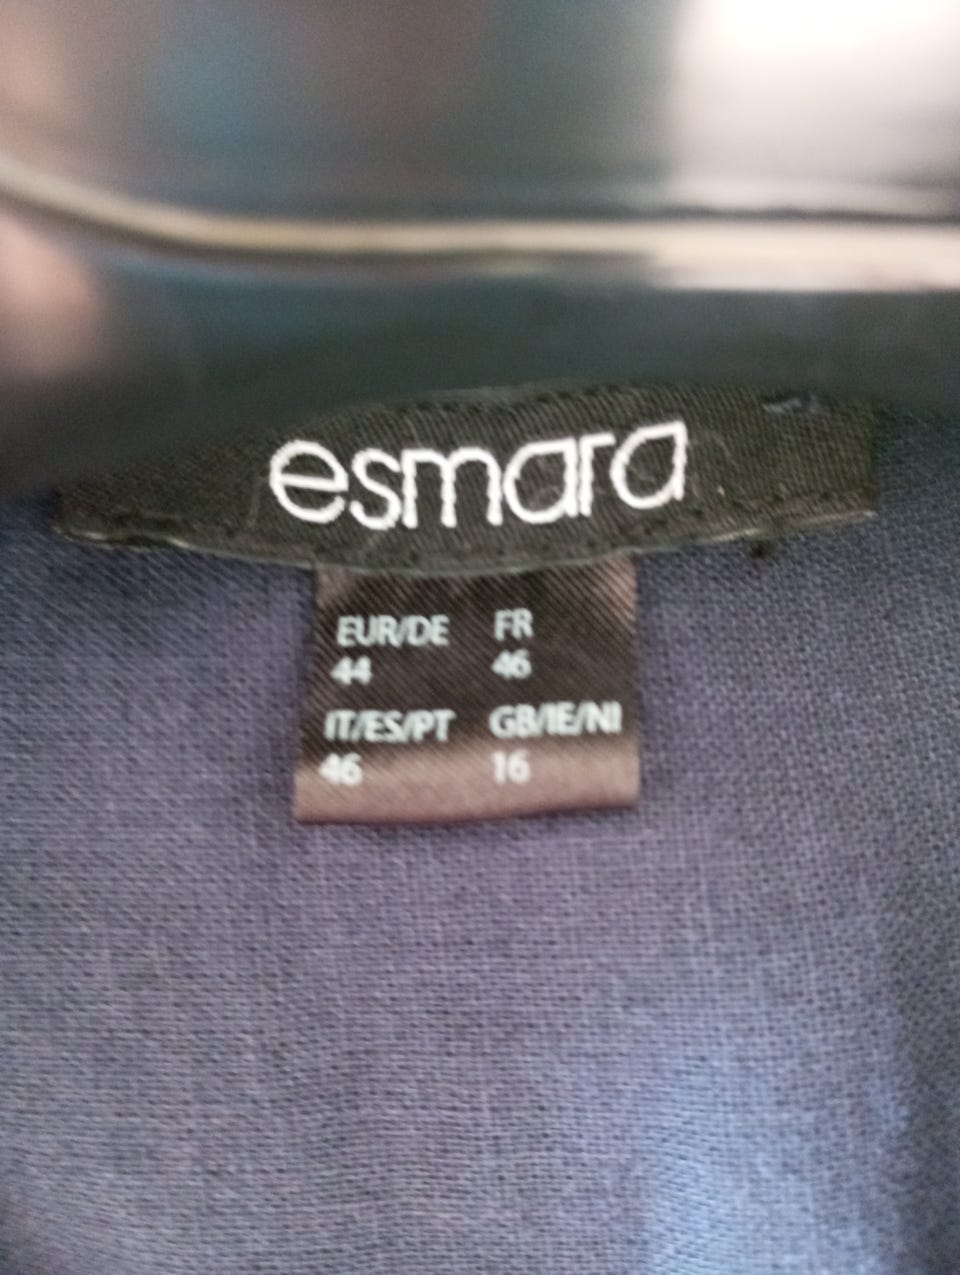 esmara
EUR/DE FR
44 46
IT/ES/PT GB/IE/NI
46 16